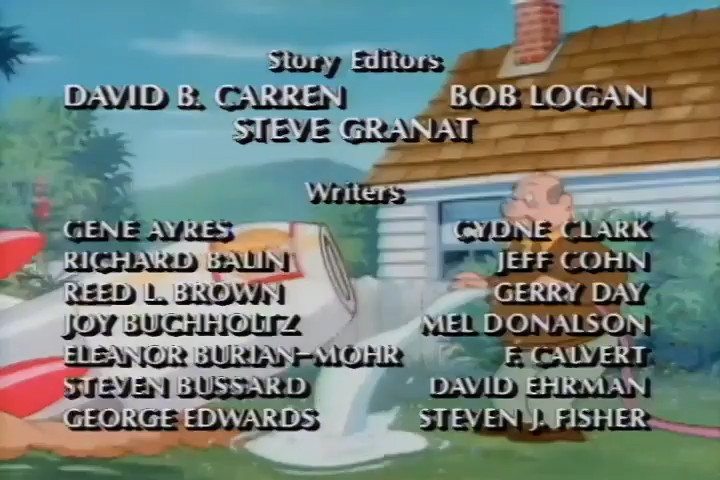 Story Editors
DAVID B. CARREN BOB LOGAN
STEVE GRANAT
Writers
GENE AYRES CYDNE CLARK
RICHARD BALIN JEFF COHN
REED L. BROWN GERRY DAY
JOY BUCHHOLTZ MEL DONALSON
ELEANOR BURIAN-MOHR F. CALVERT
STEVEN BUSSARD DAVID EHRMAN
GEORGE EDWARDS STEVEN J. FISHER